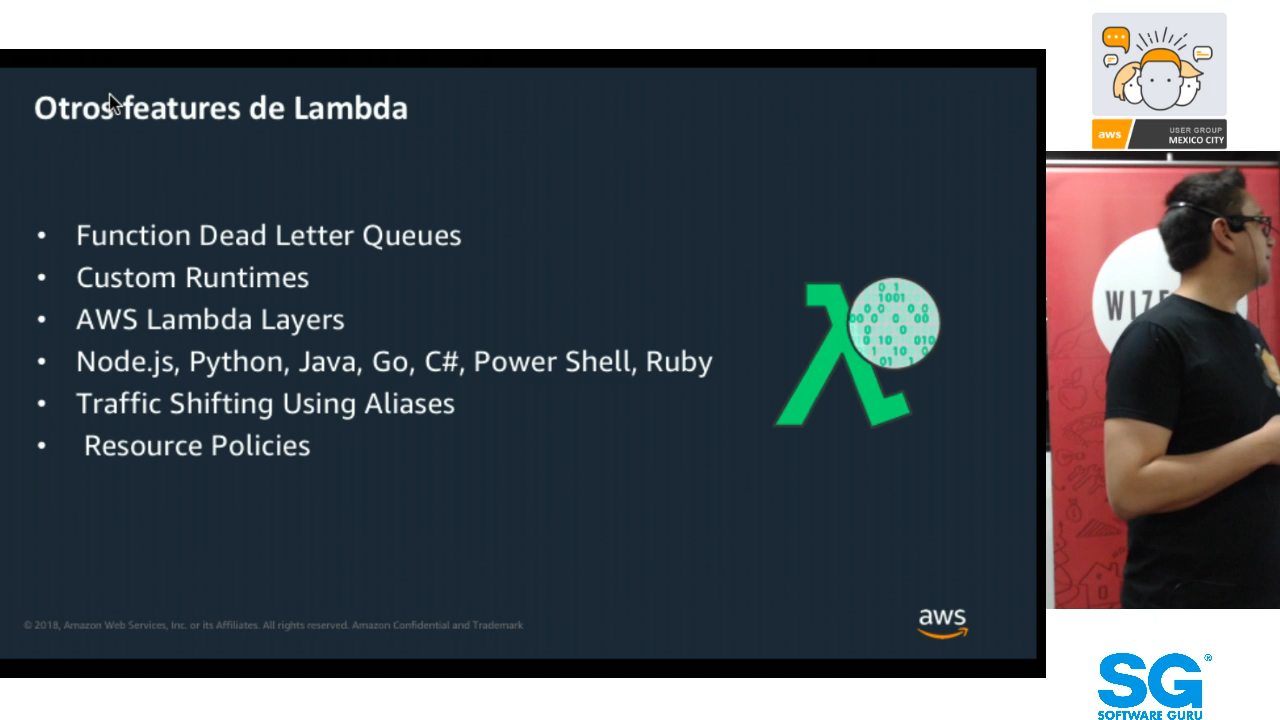 Otros features de Lambda
• Function Dead Letter Queues
• Custom Runtimes
• AWS Lambda Layers
• Node.js, Python, Java, Go, C#, Power Shell, Ruby
• Traffic Shifting Using Aliases
• Resource Policies
© 2018, Amazon Web Services, Inc. or its Affiliates. All rights reserved. Amazon Confidential and Trademark
aws
aws
USER GROUP
MEXICO CITY
WIZE
SG®
SOFTWARE GURU